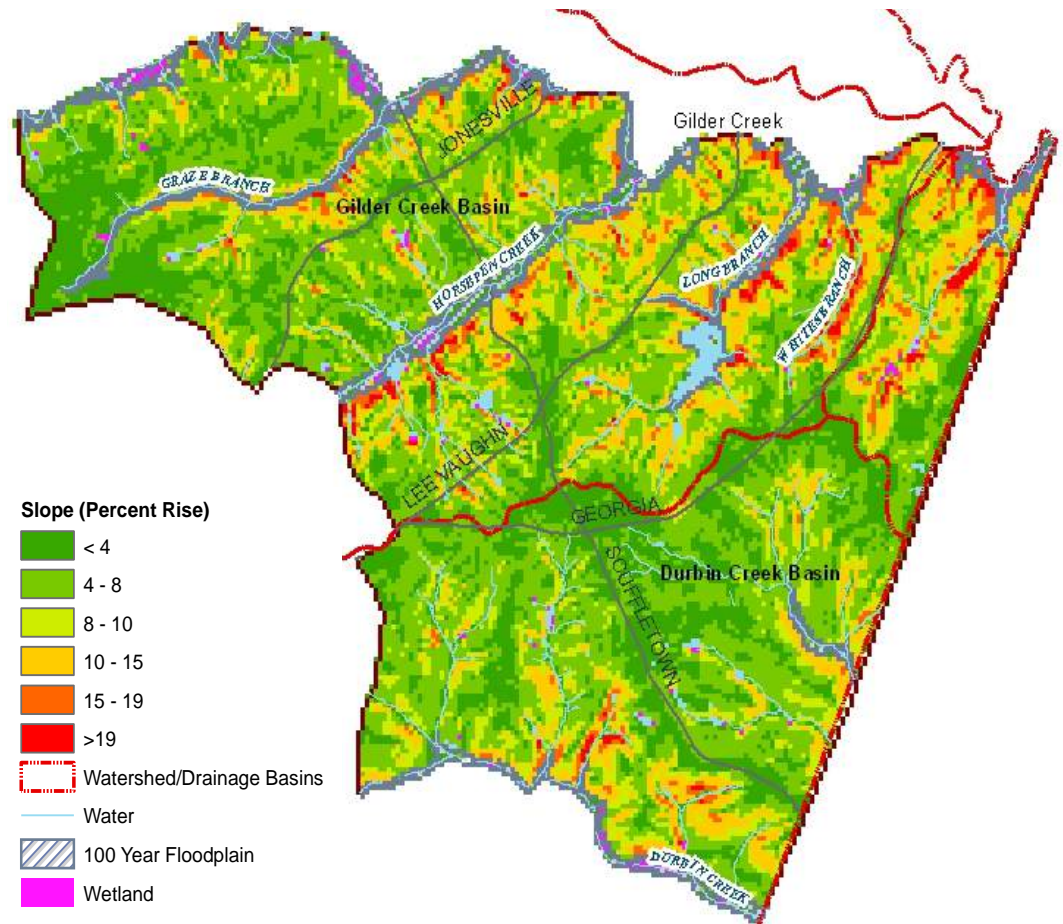 Gilder Creek
JONESVILLE
GRAZE BRANCH
Gilder Creek Basin
HORSEPEN CREEK
LONG BRANCH
WHITES BRANCH
LEE VAUGHN
GEORGIA
SCUFFLETOWN
Durbin Creek Basin
DURBIN CREEK
Slope (Percent Rise)
< 4
4 - 8
8 - 10
10 - 15
15 - 19
>19
Watershed/Drainage Basins
Water
100 Year Floodplain
Wetland